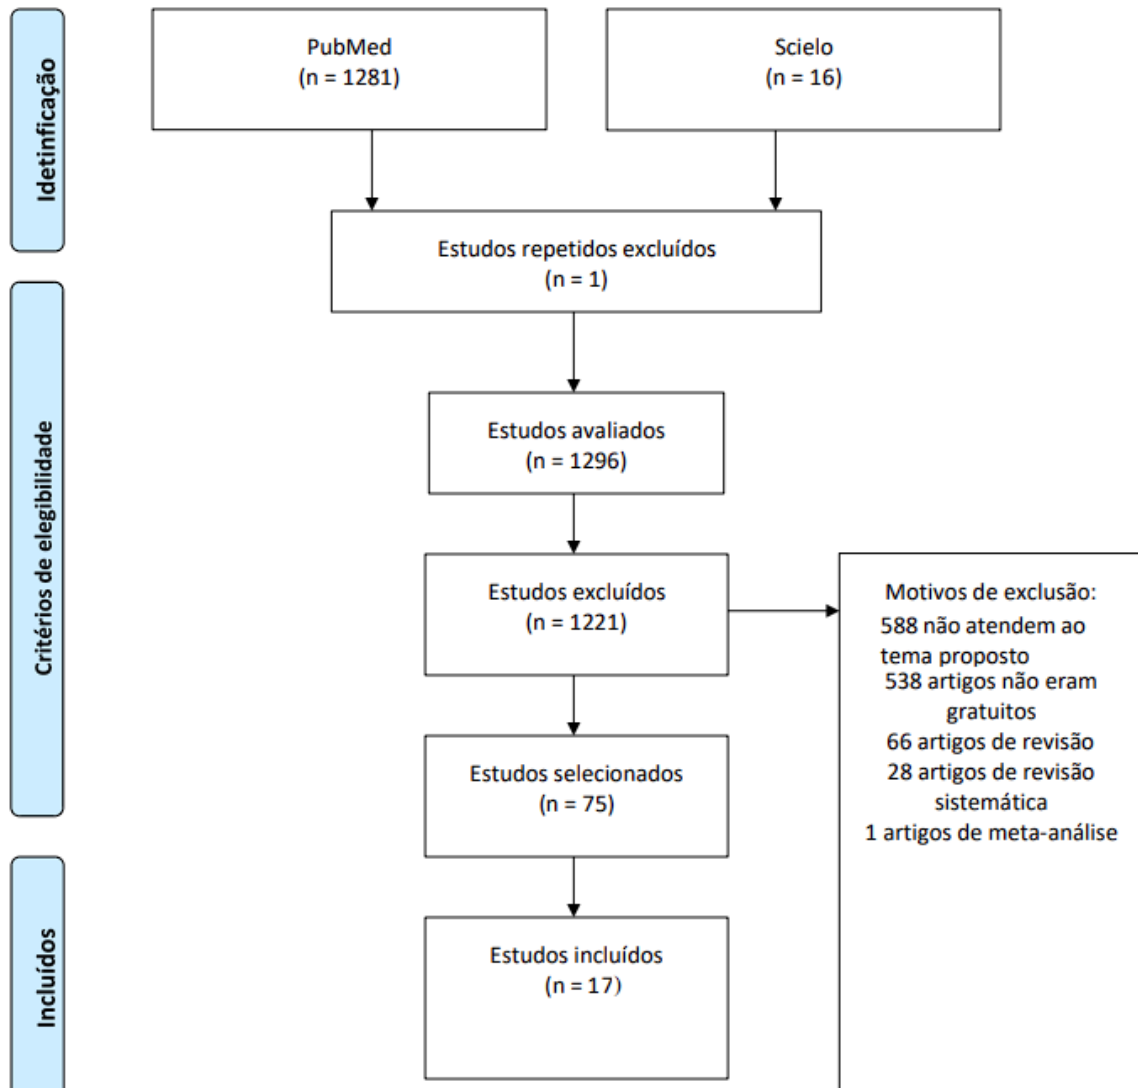 Idetinficação
PubMed
(n = 1281)
Scielo
(n = 16)
Estudos repetidos excluídos
(n = 1)
Critérios de elegibilidade
Estudos avaliados
(n = 1296)
Estudos excluídos
(n = 1221)
Motivos de exclusão:
588 não atendem ao
tema proposto
538 artigos não eram
gratuitos
66 artigos de revisão
28 artigos de revisão
sistemática
1 artigos de meta-análise
Estudos selecionados
(n = 75)
Incluídos
Estudos incluídos
(n = 17)